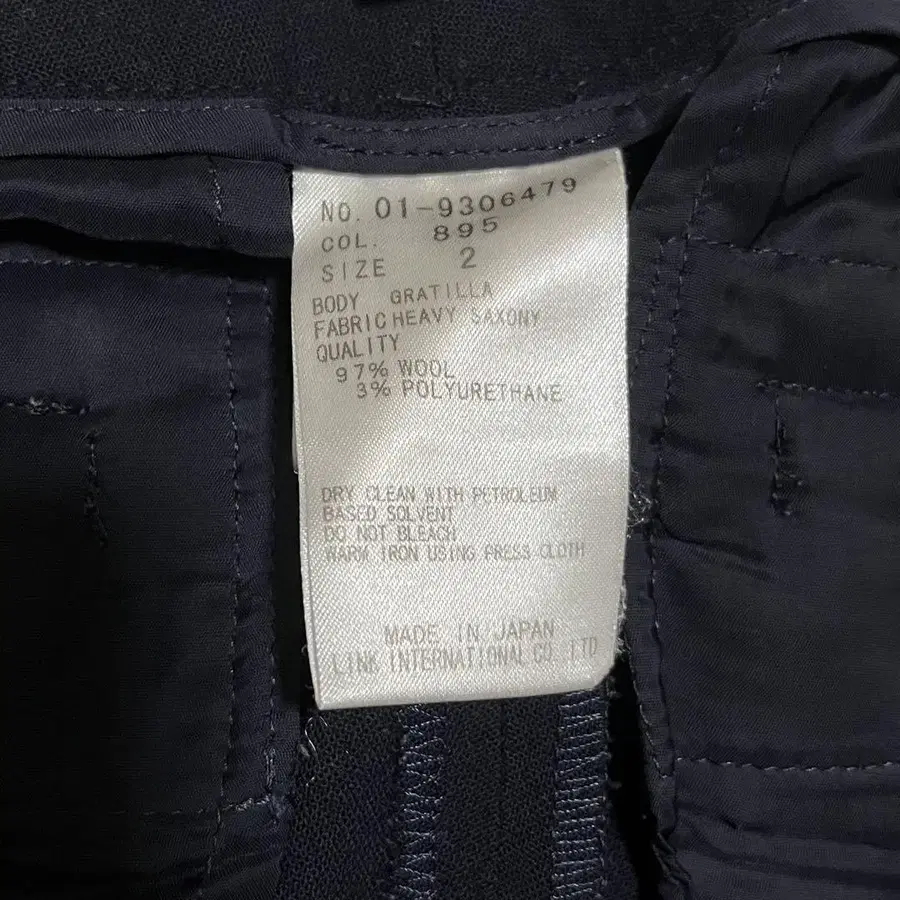 NO. 01-9306479
COL. 895
SIZE 2
BODY GRATILLA
FABRIC HEAVY SAXONY
QUALITY
97% WOOL
3% POLYURETHANE
DRY CLEAN WITH PETROLEUM
BASED SOLVENT
DO NOT BLEACH
WARM IRON USING PRESS CLOTH
MADE IN JAPAN
LINK INTERNATIONAL CO.,LTD